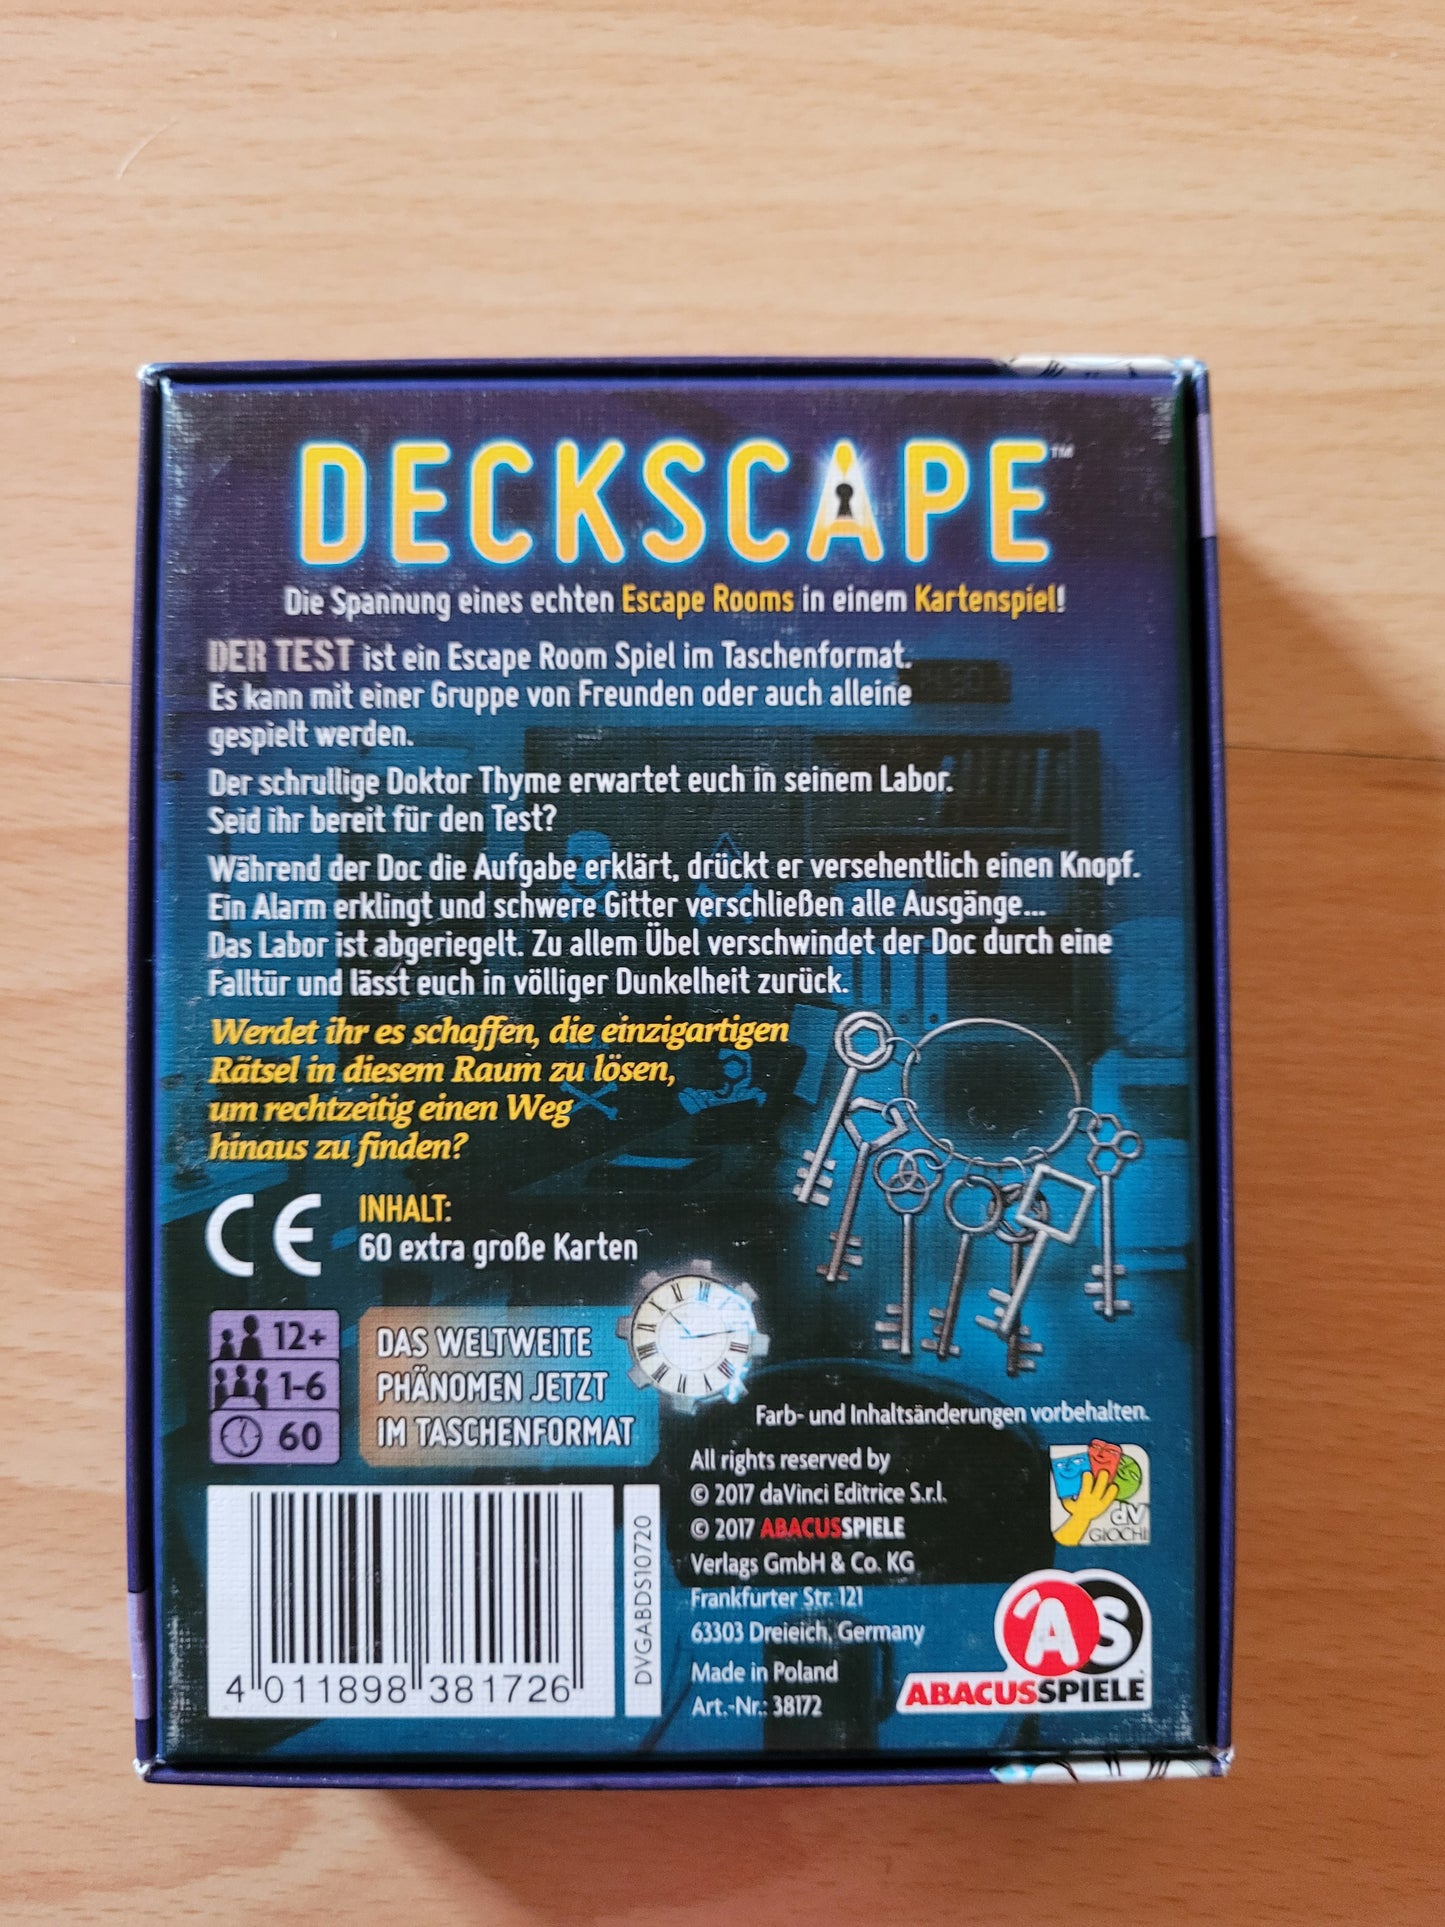 DECKSCAPE™
Die Spannung eines echten Escape Rooms in einem Kartenspiel!
DER TEST ist ein Escape Room Spiel im Taschenformat.
Es kann mit einer Gruppe von Freunden oder auch alleine
gespielt werden.
Der schrullige Doktor Thyme erwartet euch in seinem Labor.
Seid ihr bereit für den Test?
Während der Doc die Aufgabe erklärt, drückt er versehentlich einen Knopf.
Ein Alarm erklingt und schwere Gitter verschließen alle Ausgänge...
Das Labor ist abgeriegelt. Zu allem Übel verschwindet der Doc durch eine
Falltür und lässt euch in völliger Dunkelheit zurück.
Werdet ihr es schaffen, die einzigartigen
Rätsel in diesem Raum zu lösen,
um rechtzeitig einen Weg
hinaus zu finden?
CE
INHALT:
60 extra große Karten
12+
1-6
60
DAS WELTWEITE
PHÄNOMEN JETZT
IM TASCHENFORMAT
Farb- und Inhaltsänderungen vorbehalten.
All rights reserved by
© 2017 daVinci Editrice S.r.l.
© 2017 ABACUSSPIELE
Verlags GmbH & Co. KG
Frankfurter Str. 121
63303 Dreieich, Germany
Made in Poland
Art.-Nr.: 38172
dV
GIOCHI
AS
ABACUSSPIELE
4 011898 381726
DVGABDS10720